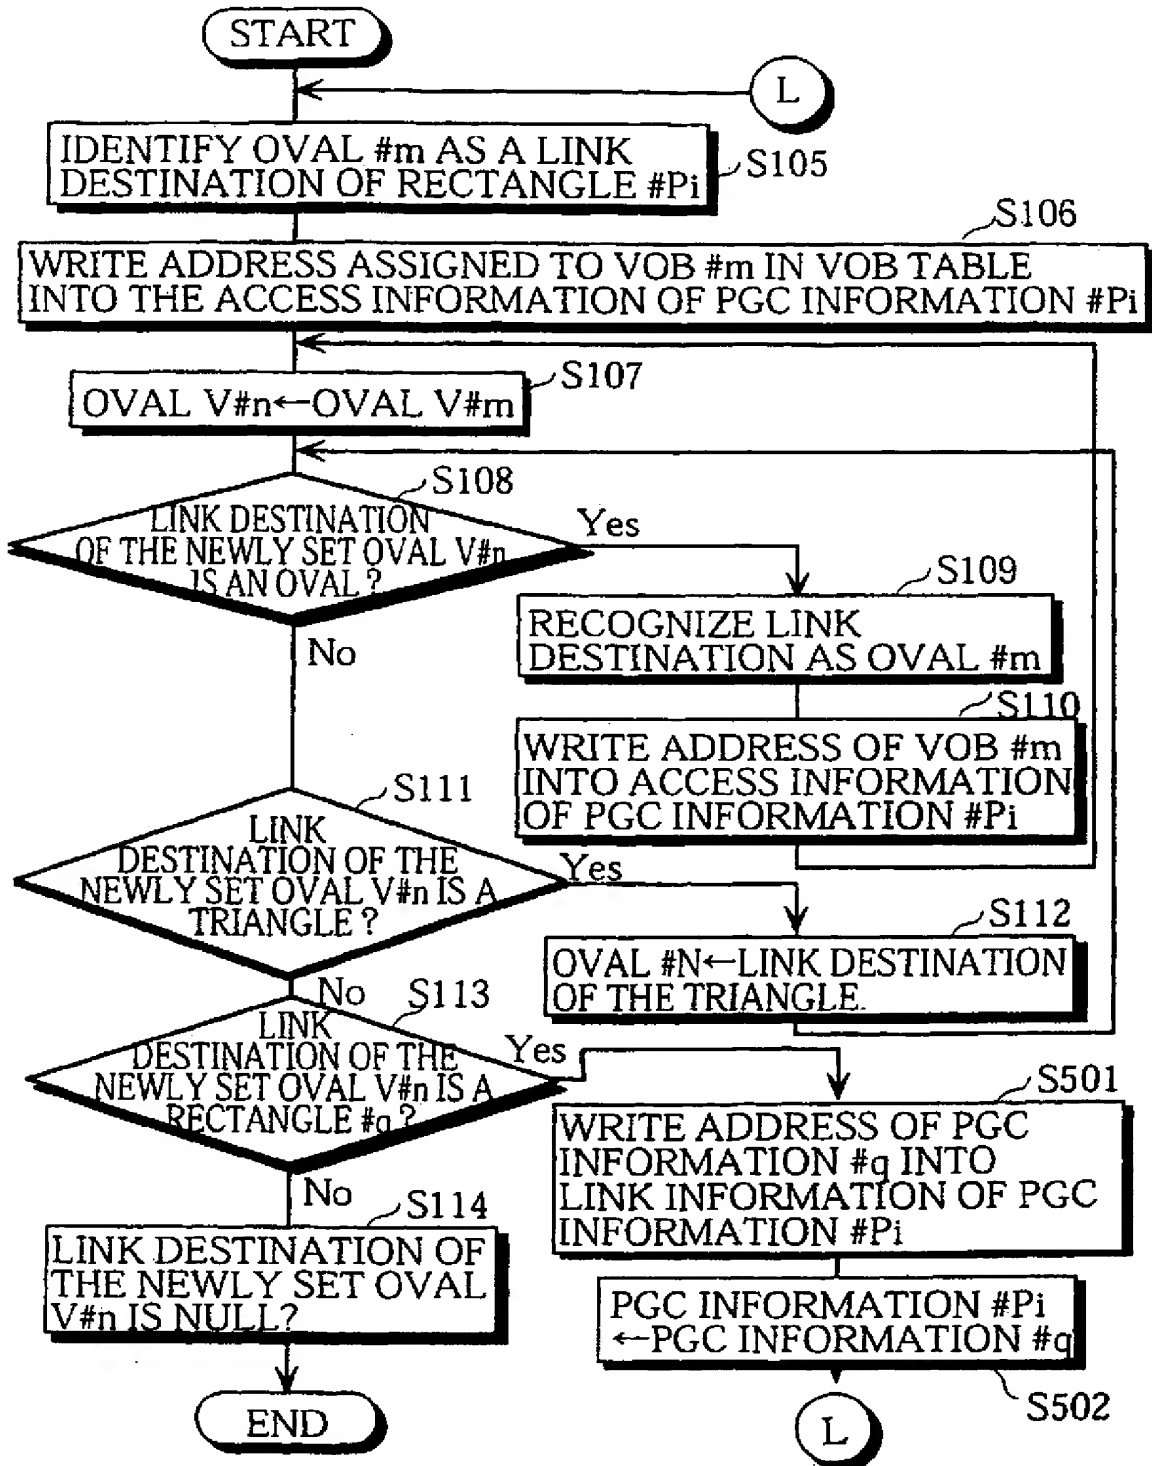 START
L
IDENTIFY OVAL #m AS A LINK
DESTINATION OF RECTANGLE #Pi
S105
S106
WRITE ADDRESS ASSIGNED TO VOB #m IN VOB TABLE
INTO THE ACCESS INFORMATION OF PGC INFORMATION #Pi
S107
OVAL V#n←OVAL V#m
S108
LINK DESTINATION
OF THE NEWLY SET OVAL V#n
IS AN OVAL?
Yes
No
S109
RECOGNIZE LINK
DESTINATION AS OVAL #m
S110
WRITE ADDRESS OF VOB #m
INTO ACCESS INFORMATION
OF PGC INFORMATION #Pi
S111
LINK
DESTINATION OF THE
NEWLY SET OVAL V#n IS A
TRIANGLE?
Yes
No
S112
OVAL #N←LINK DESTINATION
OF THE TRIANGLE.
S113
LINK
DESTINATION OF THE
NEWLY SET OVAL V#n IS A
RECTANGLE #q?
Yes
No
S501
WRITE ADDRESS OF PGC
INFORMATION #q INTO
LINK INFORMATION OF PGC
INFORMATION #Pi
S114
LINK DESTINATION OF
THE NEWLY SET OVAL
V#n IS NULL?
PGC INFORMATION #Pi
←PGC INFORMATION #q
S502
END
L